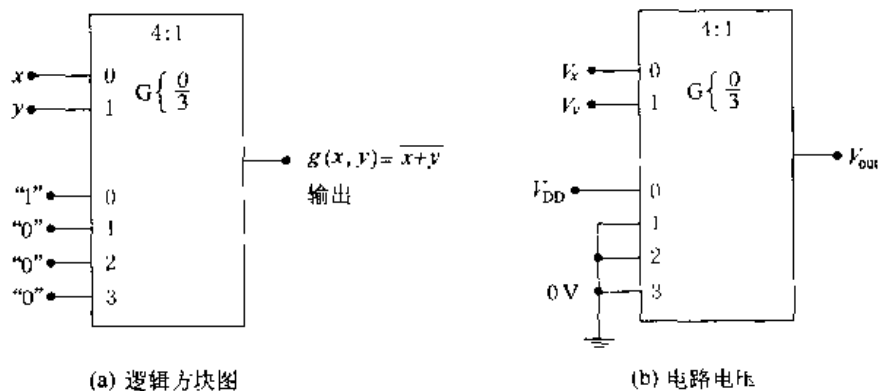 4:1
x 0
G{0/3
y 1
g(x, y)= \overline{x+y}
输出
"1" 0
"0" 1
"0" 2
"0" 3
(a) 逻辑方块图
4:1
Vx 0
G{0/3
Vy 1
Vout
VDD 0
1
2
0 V 3
(b) 电路电压